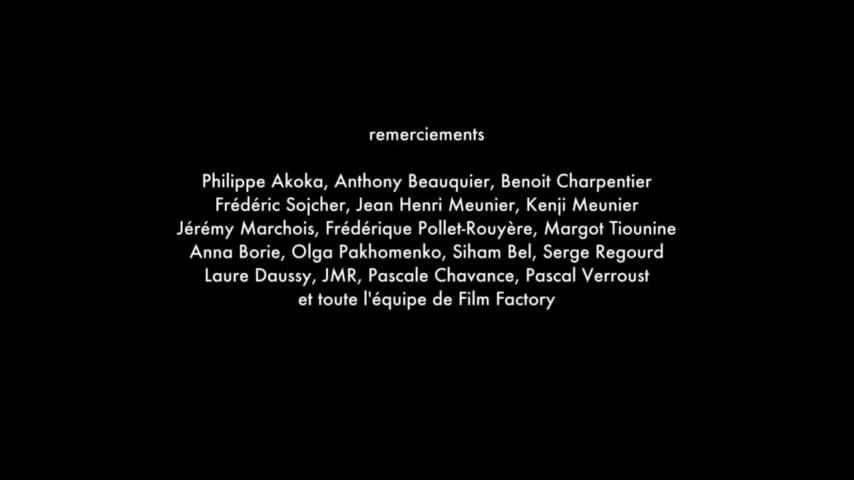 remerciements
Philippe Akoka, Anthony Beauquier, Benoit Charpentier
Frédéric Sojcher, Jean Henri Meunier, Kenji Meunier
Jérémy Marchois, Frédérique Pollet-Rouyère, Margot Tiounine
Anna Borie, Olga Pakhomenko, Siham Bel, Serge Regourd
Laure Daussy, JMR, Pascale Chavance, Pascal Verroust
et toute l'équipe de Film Factory